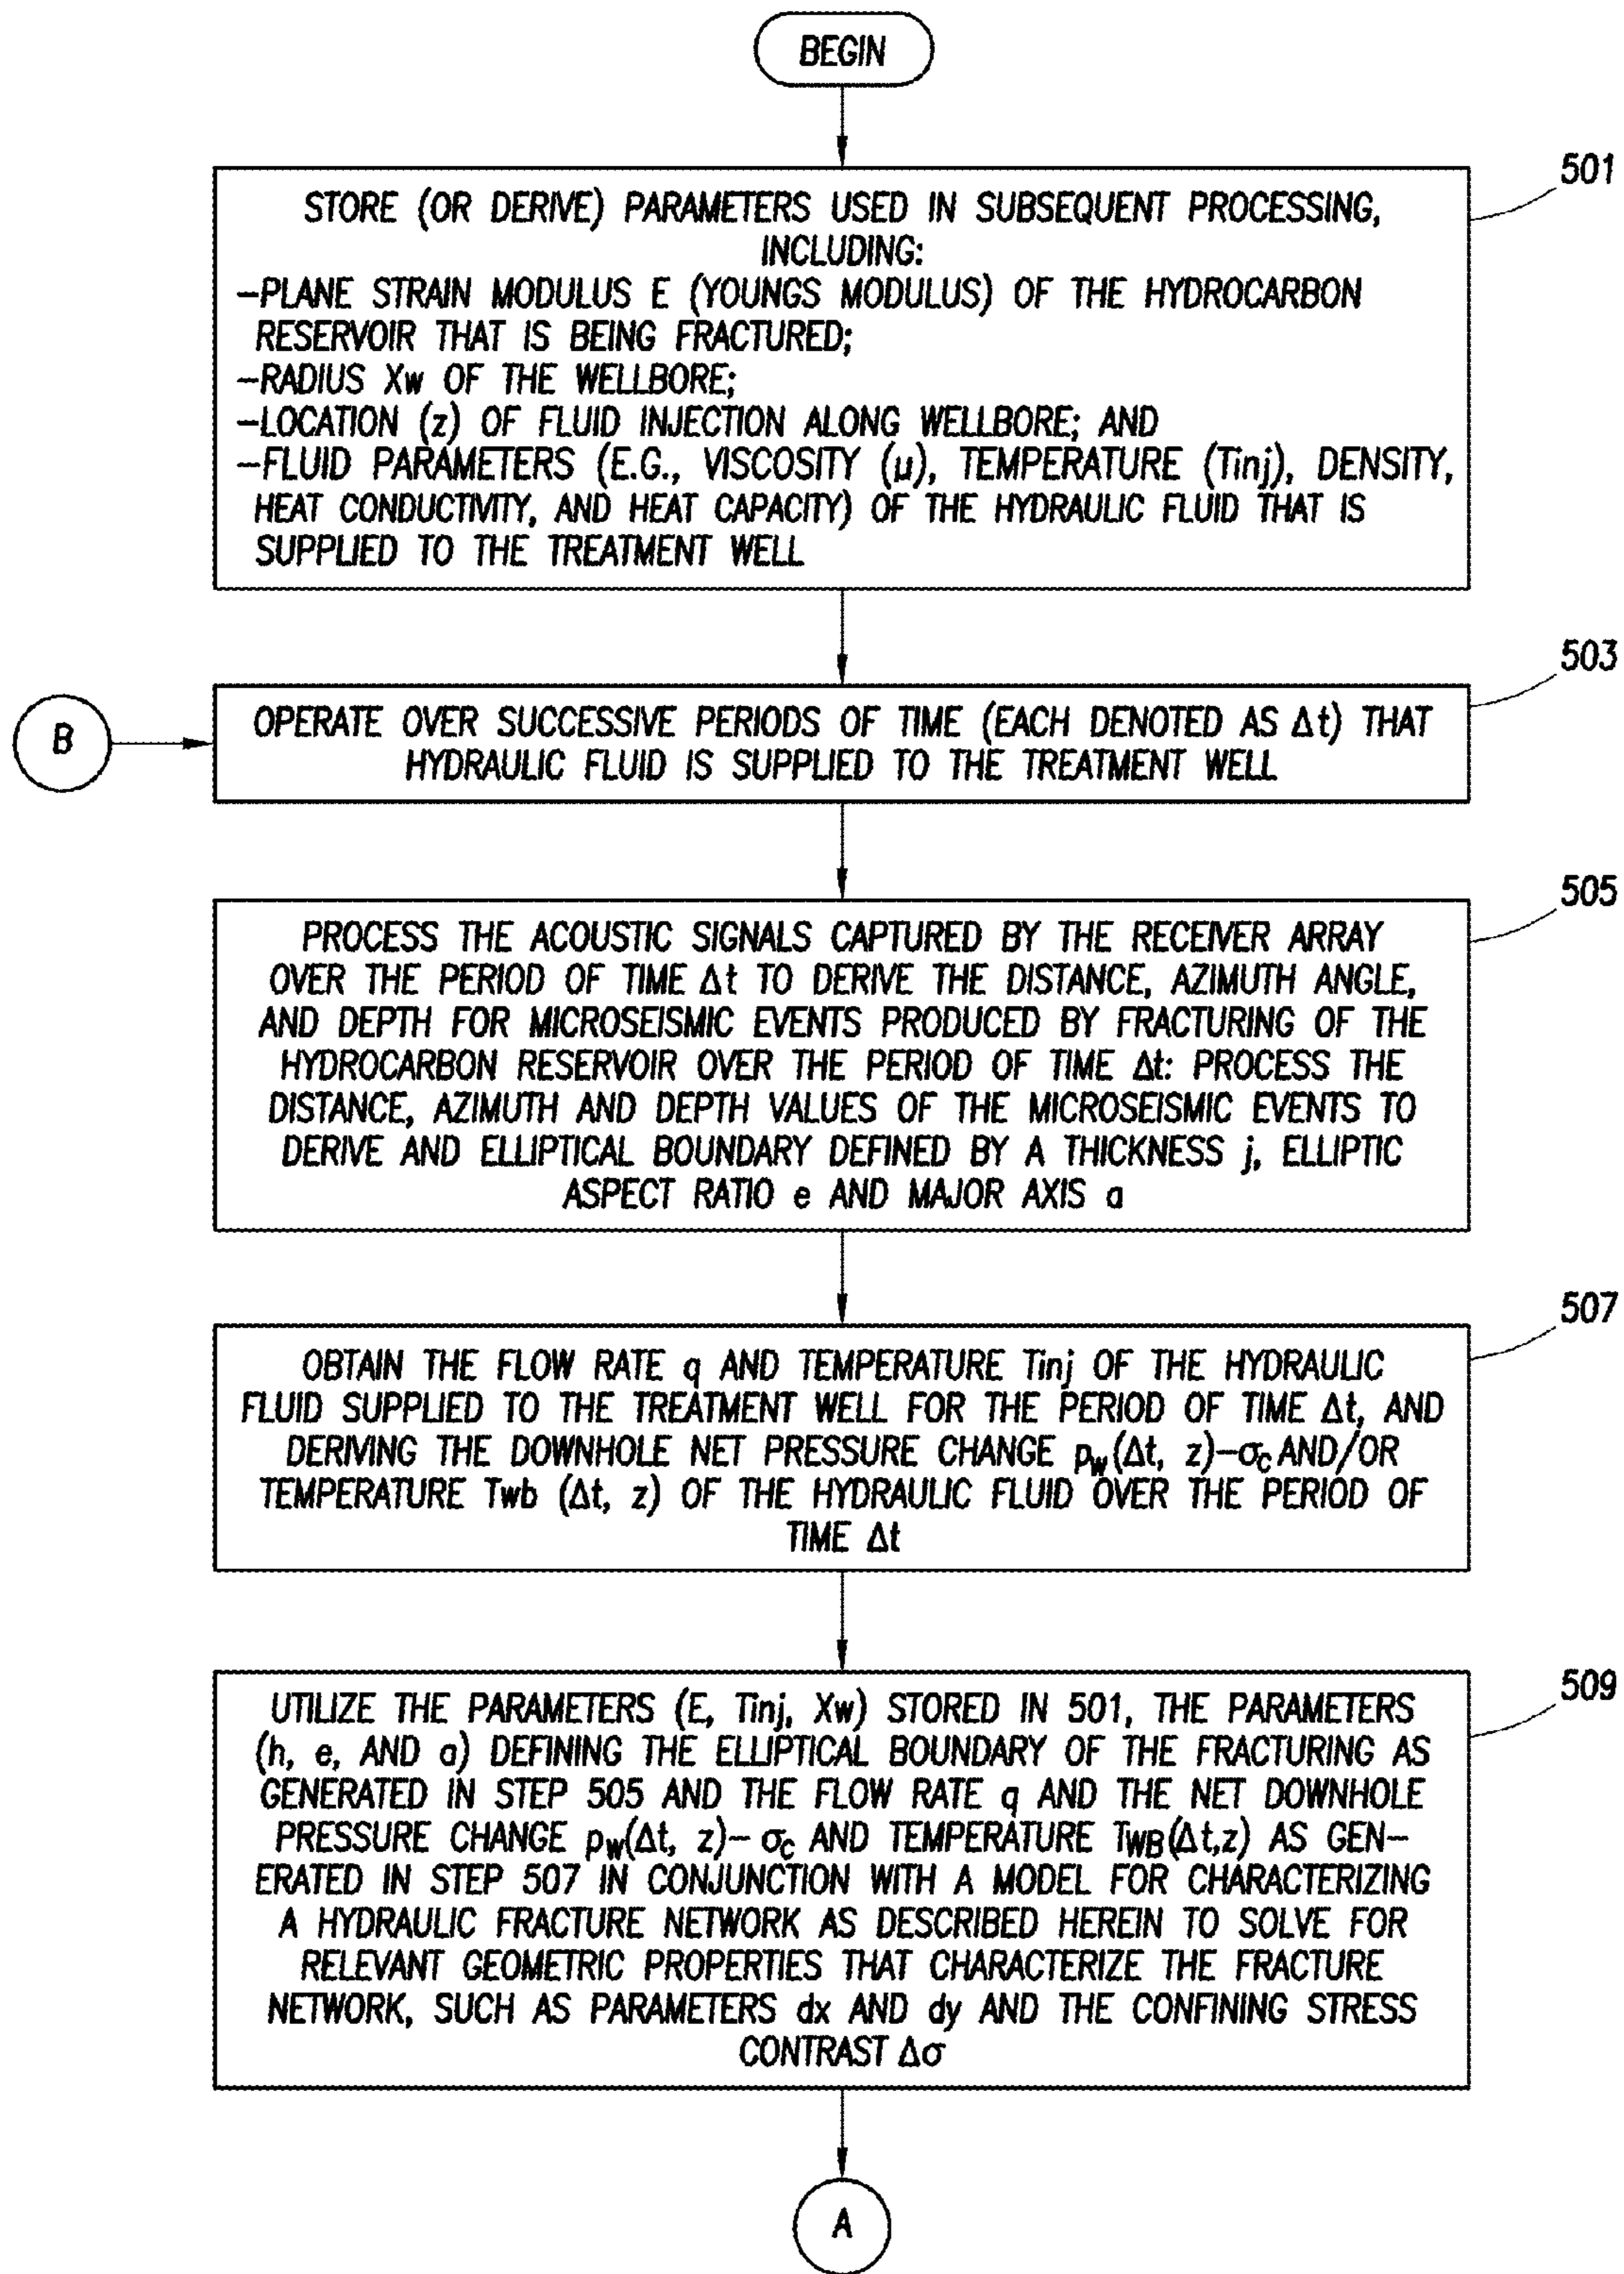 BEGIN
501
STORE (OR DERIVE) PARAMETERS USED IN SUBSEQUENT PROCESSING,
INCLUDING:
-PLANE STRAIN MODULUS E (YOUNGS MODULUS) OF THE HYDROCARBON
RESERVOIR THAT IS BEING FRACTURED;
-RADIUS Xw OF THE WELLBORE;
-LOCATION (z) OF FLUID INJECTION ALONG WELLBORE; AND
-FLUID PARAMETERS (E.G., VISCOSITY (μ), TEMPERATURE (Tinj), DENSITY,
HEAT CONDUCTIVITY, AND HEAT CAPACITY) OF THE HYDRAULIC FLUID THAT IS
SUPPLIED TO THE TREATMENT WELL
503
B
OPERATE OVER SUCCESSIVE PERIODS OF TIME (EACH DENOTED AS Δt) THAT
HYDRAULIC FLUID IS SUPPLIED TO THE TREATMENT WELL
505
PROCESS THE ACOUSTIC SIGNALS CAPTURED BY THE RECEIVER ARRAY
OVER THE PERIOD OF TIME Δt TO DERIVE THE DISTANCE, AZIMUTH ANGLE,
AND DEPTH FOR MICROSEISMIC EVENTS PRODUCED BY FRACTURING OF THE
HYDROCARBON RESERVOIR OVER THE PERIOD OF TIME Δt: PROCESS THE
DISTANCE, AZIMUTH AND DEPTH VALUES OF THE MICROSEISMIC EVENTS TO
DERIVE AND ELLIPTICAL BOUNDARY DEFINED BY A THICKNESS j, ELLIPTIC
ASPECT RATIO e AND MAJOR AXIS a
507
OBTAIN THE FLOW RATE q AND TEMPERATURE Tinj OF THE HYDRAULIC
FLUID SUPPLIED TO THE TREATMENT WELL FOR THE PERIOD OF TIME Δt, AND
DERIVING THE DOWNHOLE NET PRESSURE CHANGE pw(Δt, z)-σc AND/OR
TEMPERATURE Twb (Δt, z) OF THE HYDRAULIC FLUID OVER THE PERIOD OF
TIME Δt
509
UTILIZE THE PARAMETERS (E, Tinj, Xw) STORED IN 501, THE PARAMETERS
(h, e, AND a) DEFINING THE ELLIPTICAL BOUNDARY OF THE FRACTURING AS
GENERATED IN STEP 505 AND THE FLOW RATE q AND THE NET DOWNHOLE
PRESSURE CHANGE pw(Δt, z)- σc AND TEMPERATURE TWB(Δt,z) AS GEN-
ERATED IN STEP 507 IN CONJUNCTION WITH A MODEL FOR CHARACTERIZING
A HYDRAULIC FRACTURE NETWORK AS DESCRIBED HEREIN TO SOLVE FOR
RELEVANT GEOMETRIC PROPERTIES THAT CHARACTERIZE THE FRACTURE
NETWORK, SUCH AS PARAMETERS dx AND dy AND THE CONFINING STRESS
CONTRAST Δσ
A